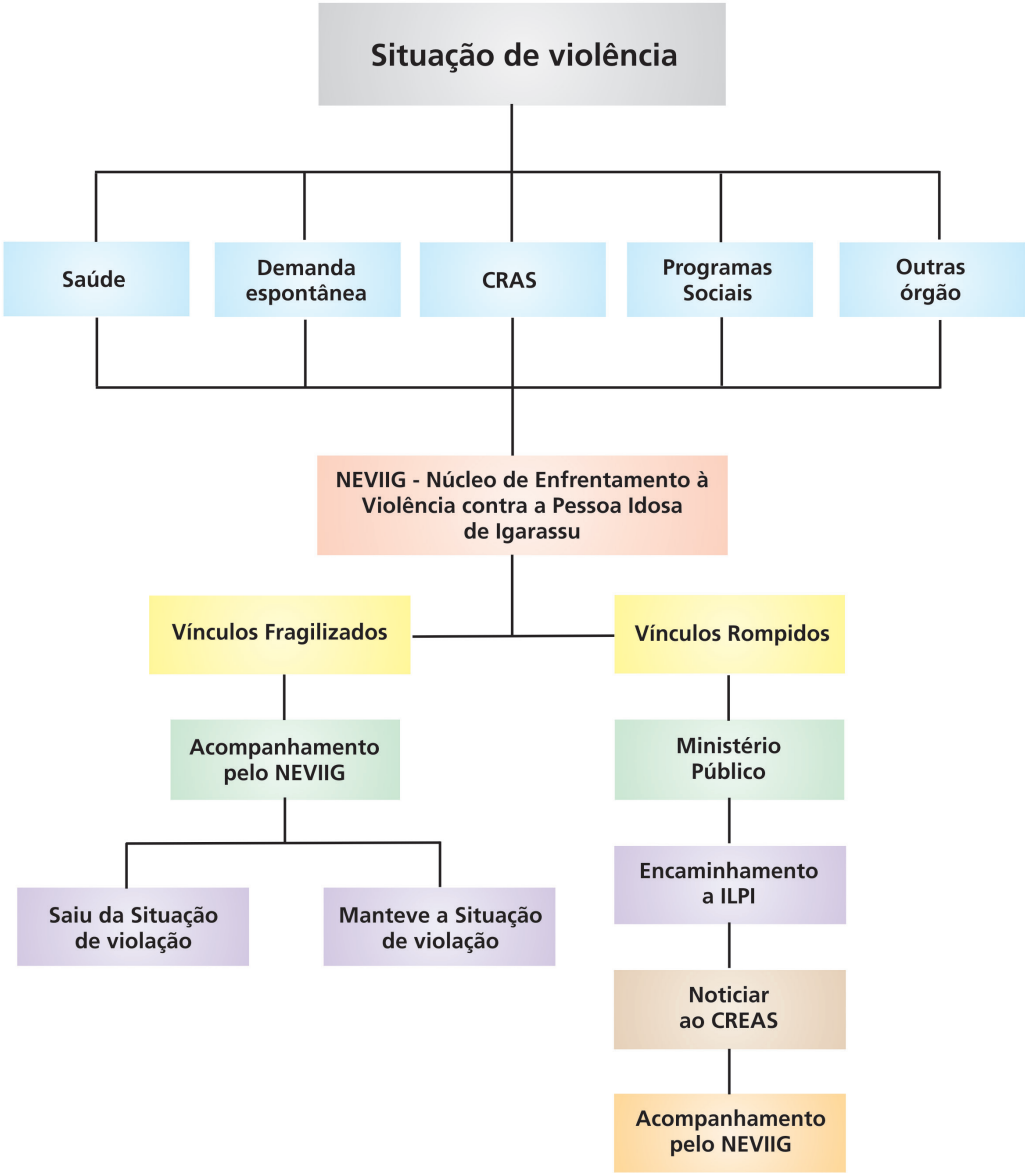 Situação de violência
Saúde
Demanda
espontânea
CRAS
Programas
Sociais
Outras
órgão
NEVIIG - Núcleo de Enfrentamento à
Violência contra a Pessoa Idosa
de Igarassu
Vínculos Fragilizados
Vínculos Rompidos
Acompanhamento
pelo NEVIIG
Ministério
Público
Saiu da Situação
de violação
Manteve a Situação
de violação
Encaminhamento
a ILPI
Noticiar
ao CREAS
Acompanhamento
pelo NEVIIG